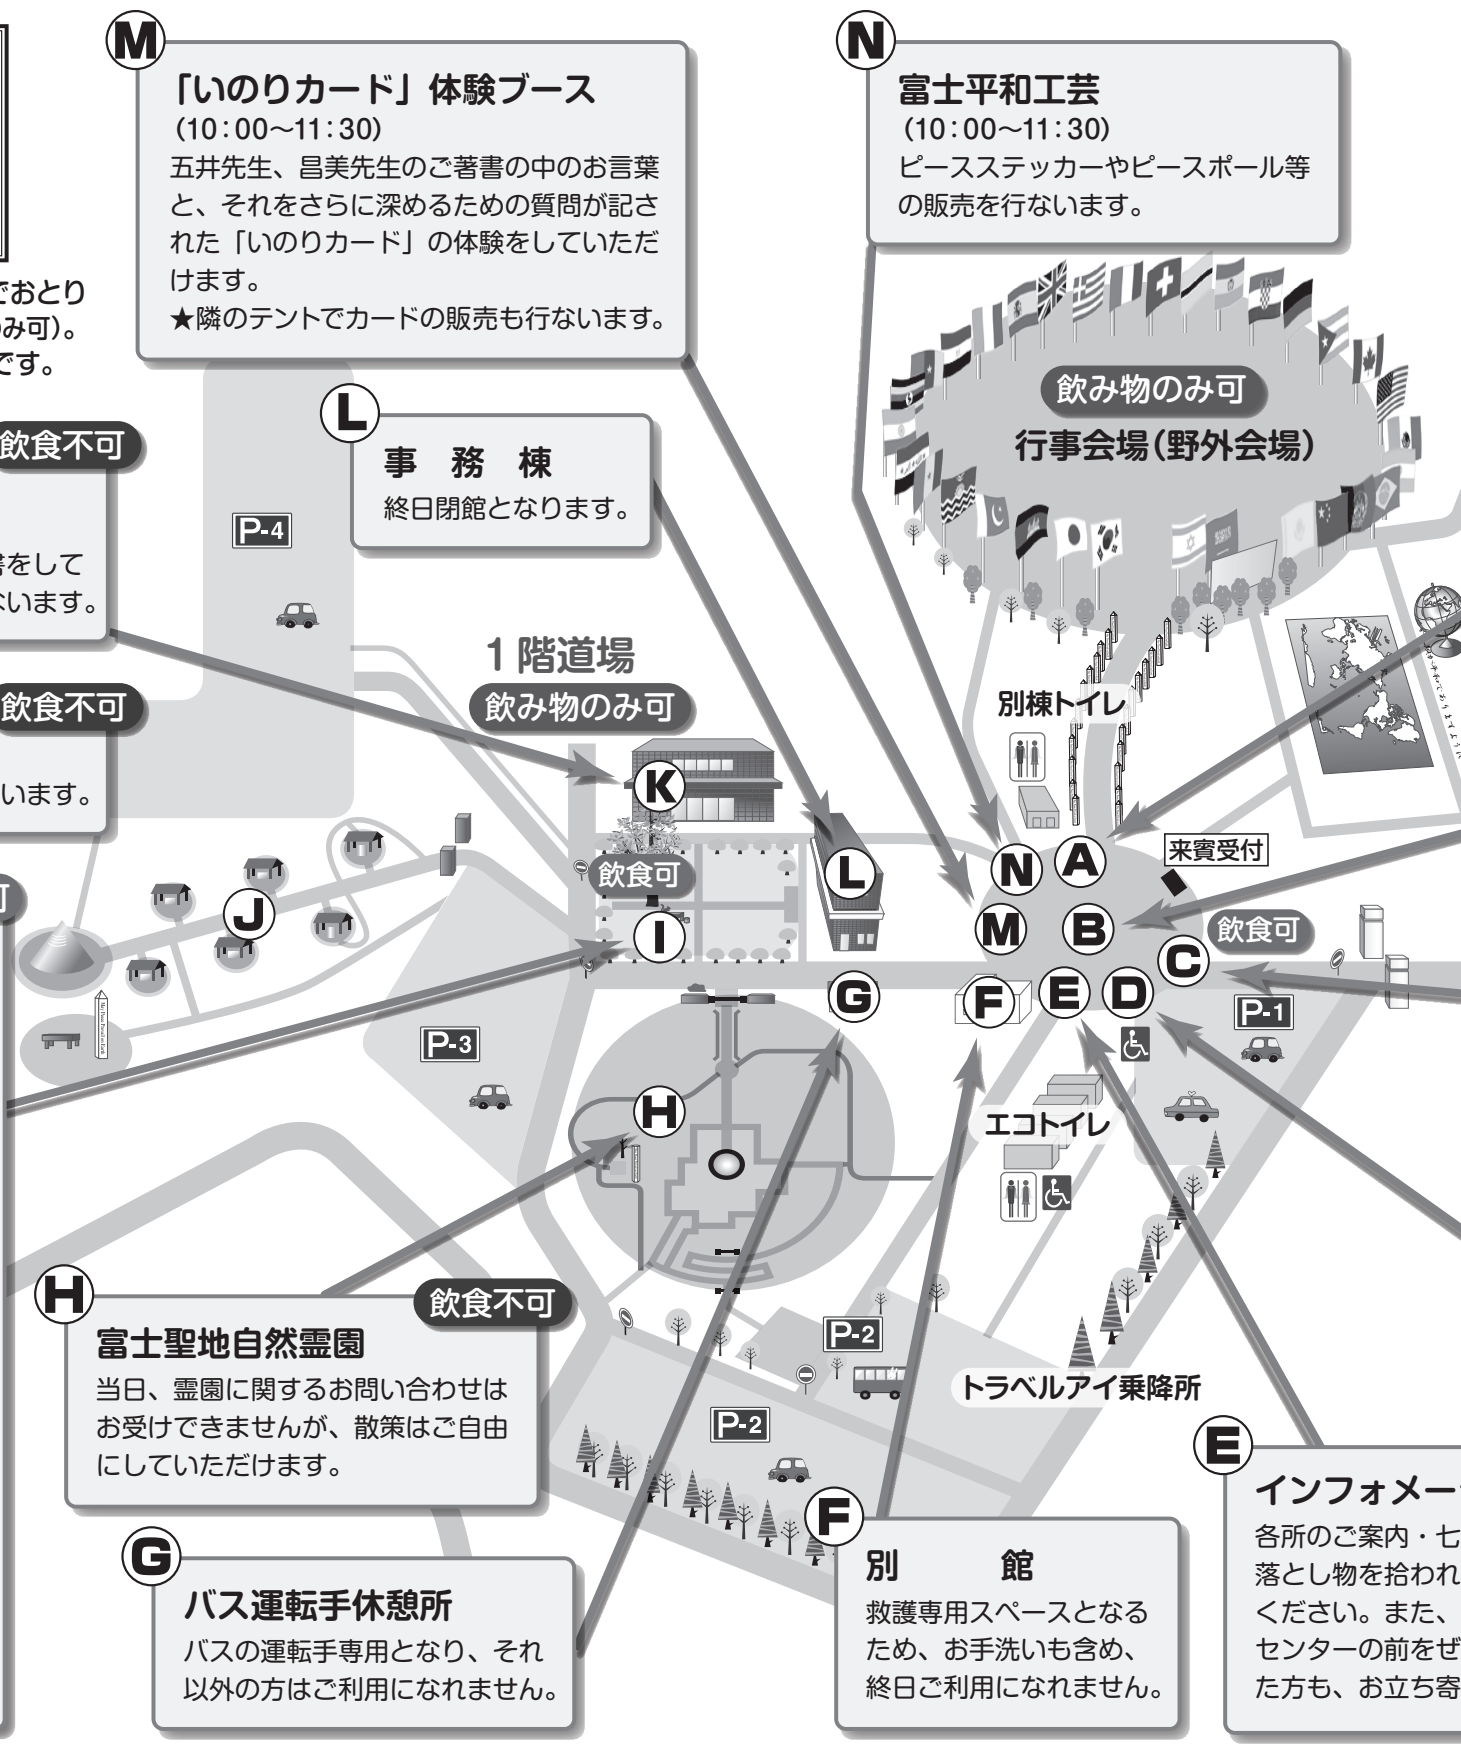 M
「いのりカード」体験ブース
(10:00～11:30)
五井先生、昌美先生のご著書の中のお言葉
と、それをさらに深めるための質問が記さ
れた「いのりカード」の体験をしていただ
けます。
★隣のテントでカードの販売も行ないます。
N
富士平和工芸
(10:00～11:30)
ピースステッカーやピースポール等
の販売を行ないます。
でおとり
のみ可)。
です。
飲食不可
書をして
ないます。
飲食不可
います。
可
L
事 務 棟
終日閉館となります。
飲み物のみ可
行事会場(野外会場)
P-4
1階道場
飲み物のみ可
別棟トイレ
K
飲食可
I
L
J
N
A
来賓受付
M
B
飲食可
C
G
F
E
D
P-1
P-3
H
エコトイレ
P-2
P-2
トラベルアイ乗降所
H
飲食不可
富士聖地自然霊園
当日、霊園に関するお問い合わせは
お受けできませんが、散策はご自由
にしていただけます。
G
バス運転手休憩所
バスの運転手専用となり、それ
以外の方はご利用になれません。
F
別 館
救護専用スペースとなる
ため、お手洗いも含め、
終日ご利用になれません。
E
インフォメー
各所のご案内・七
落とし物を拾われ
ください。また、
センターの前をぜ
た方も、お立ち寄